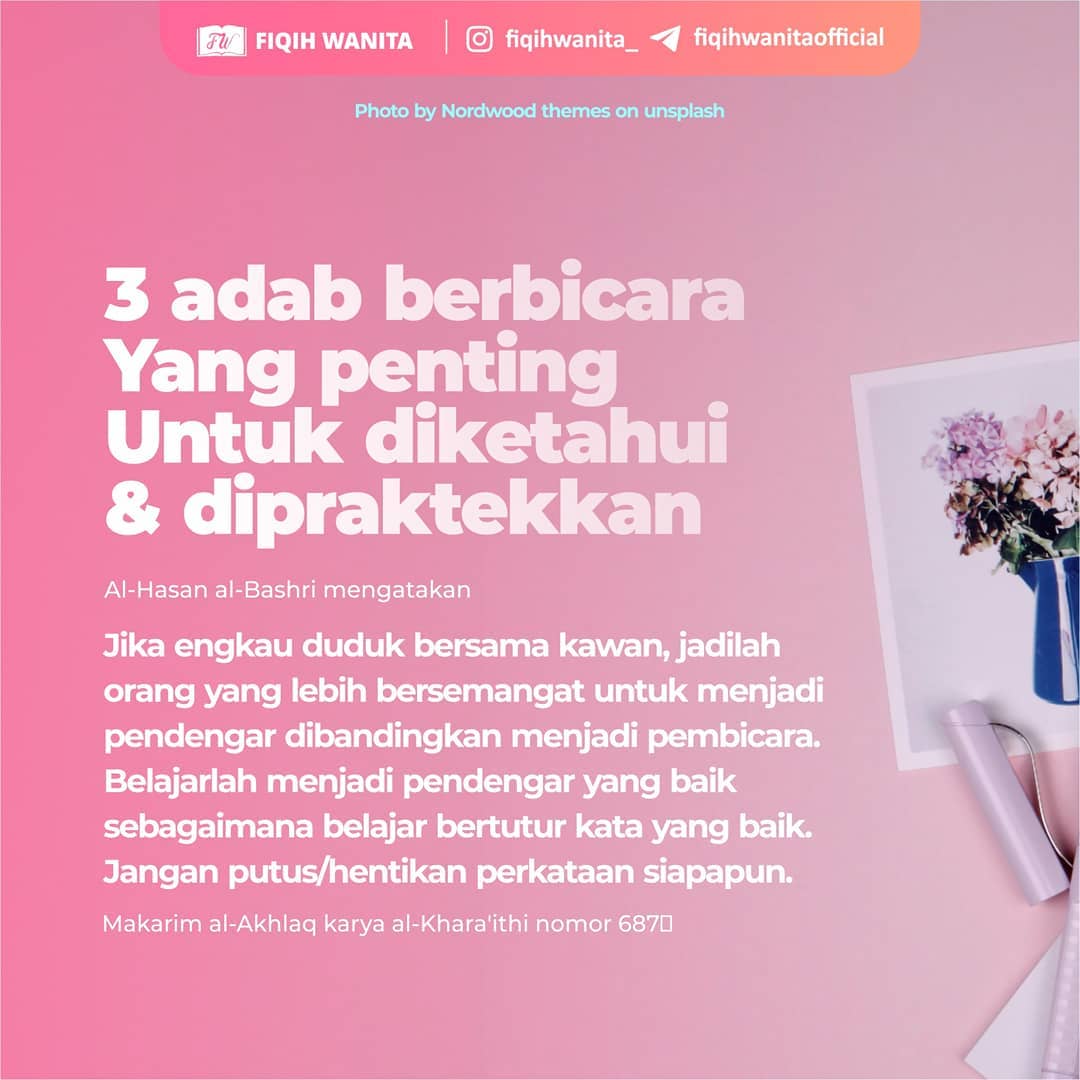 FW FIQIH WANITA | fiqihwanita_ fiqihwanitaofficial
Photo by Nordwood themes on unsplash
3 adab berbicara
Yang penting
Untuk diketahui
& dipraktekkan
Al-Hasan al-Bashri mengatakan
Jika engkau duduk bersama kawan, jadilah
orang yang lebih bersemangat untuk menjadi
pendengar dibandingkan menjadi pembicara.
Belajarlah menjadi pendengar yang baik
sebagaimana belajar bertutur kata yang baik.
Jangan putus/hentikan perkataan siapapun.
Makarim al-Akhlaq karya al-Khara'ithi nomor 687▯